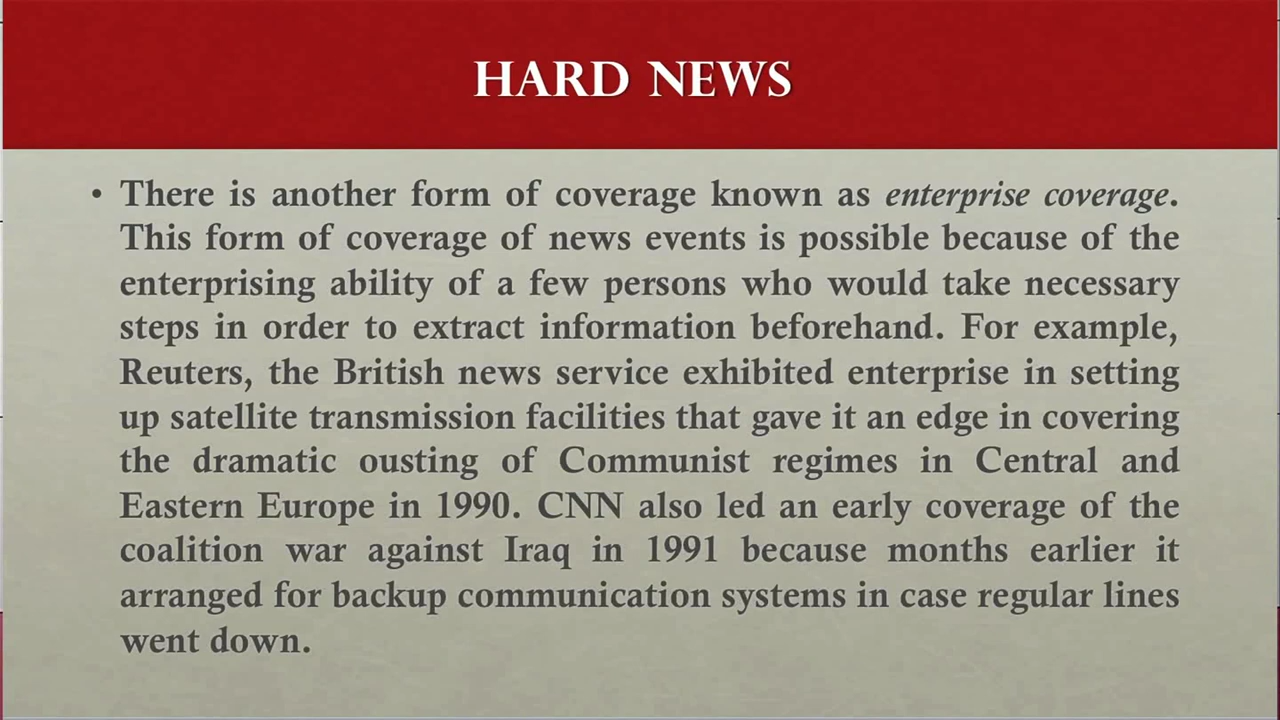 HARD NEWS
• There is another form of coverage known as enterprise coverage.
This form of coverage of news events is possible because of the
enterprising ability of a few persons who would take necessary
steps in order to extract information beforehand. For example,
Reuters, the British news service exhibited enterprise in setting
up satellite transmission facilities that gave it an edge in covering
the dramatic ousting of Communist regimes in Central and
Eastern Europe in 1990. CNN also led an early coverage of the
coalition war against Iraq in 1991 because months earlier it
arranged for backup communication systems in case regular lines
went down.